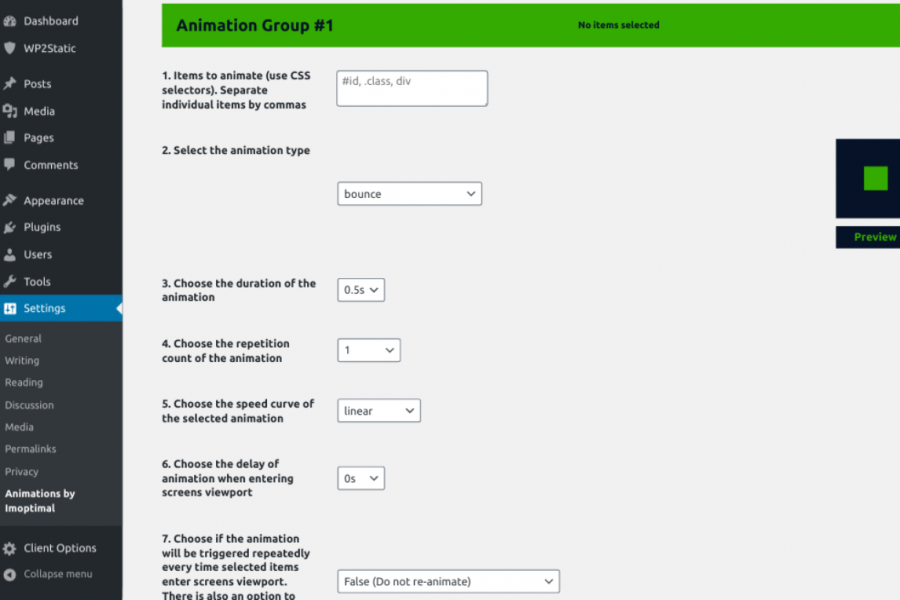 Dashboard
WP2Static
Posts
Media
Pages
Comments
Appearance
Plugins
Users
Tools
Settings
General
Writing
Reading
Discussion
Media
Permalinks
Privacy
Animations by
Imoptimal
Client Options
Collapse menu
Animation Group #1
No items selected
1. Items to animate (use CSS
selectors). Separate
individual items by commas
#id, .class, div
2. Select the animation type
bounce
Preview
3. Choose the duration of the
animation
0.5s
4. Choose the repetition
count of the animation
1
5. Choose the speed curve of
the selected animation
linear
6. Choose the delay of
animation when entering
screens viewport
0s
7. Choose if the animation
will be triggered repeatedly
every time selected items
enter screens viewport.
There is also an option to
False (Do not re-animate)